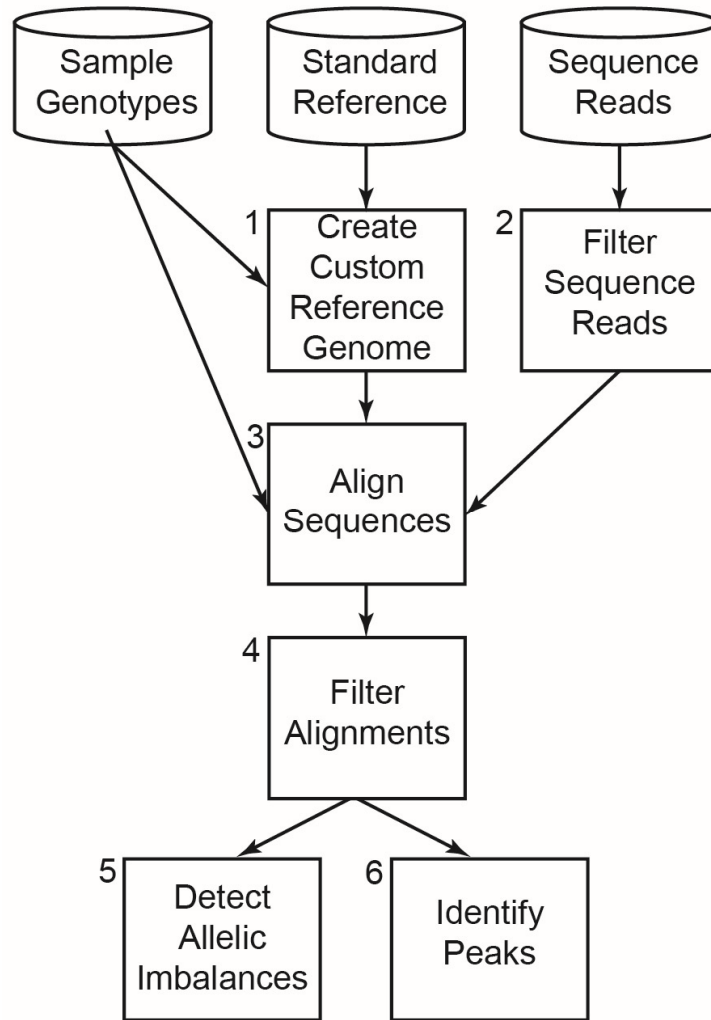 Sample
Genotypes
Standard
Reference
Sequence
Reads
1
Create
Custom
Reference
Genome
2
Filter
Sequence
Reads
3
Align
Sequences
4
Filter
Alignments
5
Detect
Allelic
Imbalances
6
Identify
Peaks